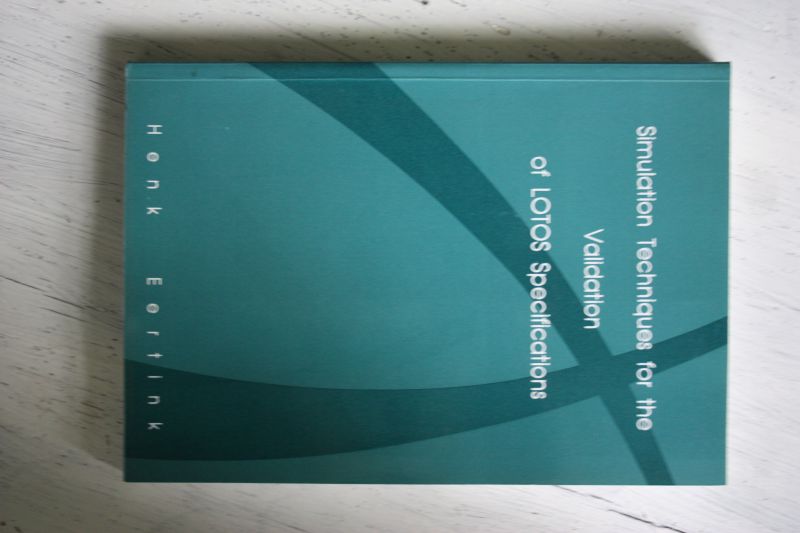 Simulation Techniques for the
Validation
of LOTOS Specifications
Henk Eertink